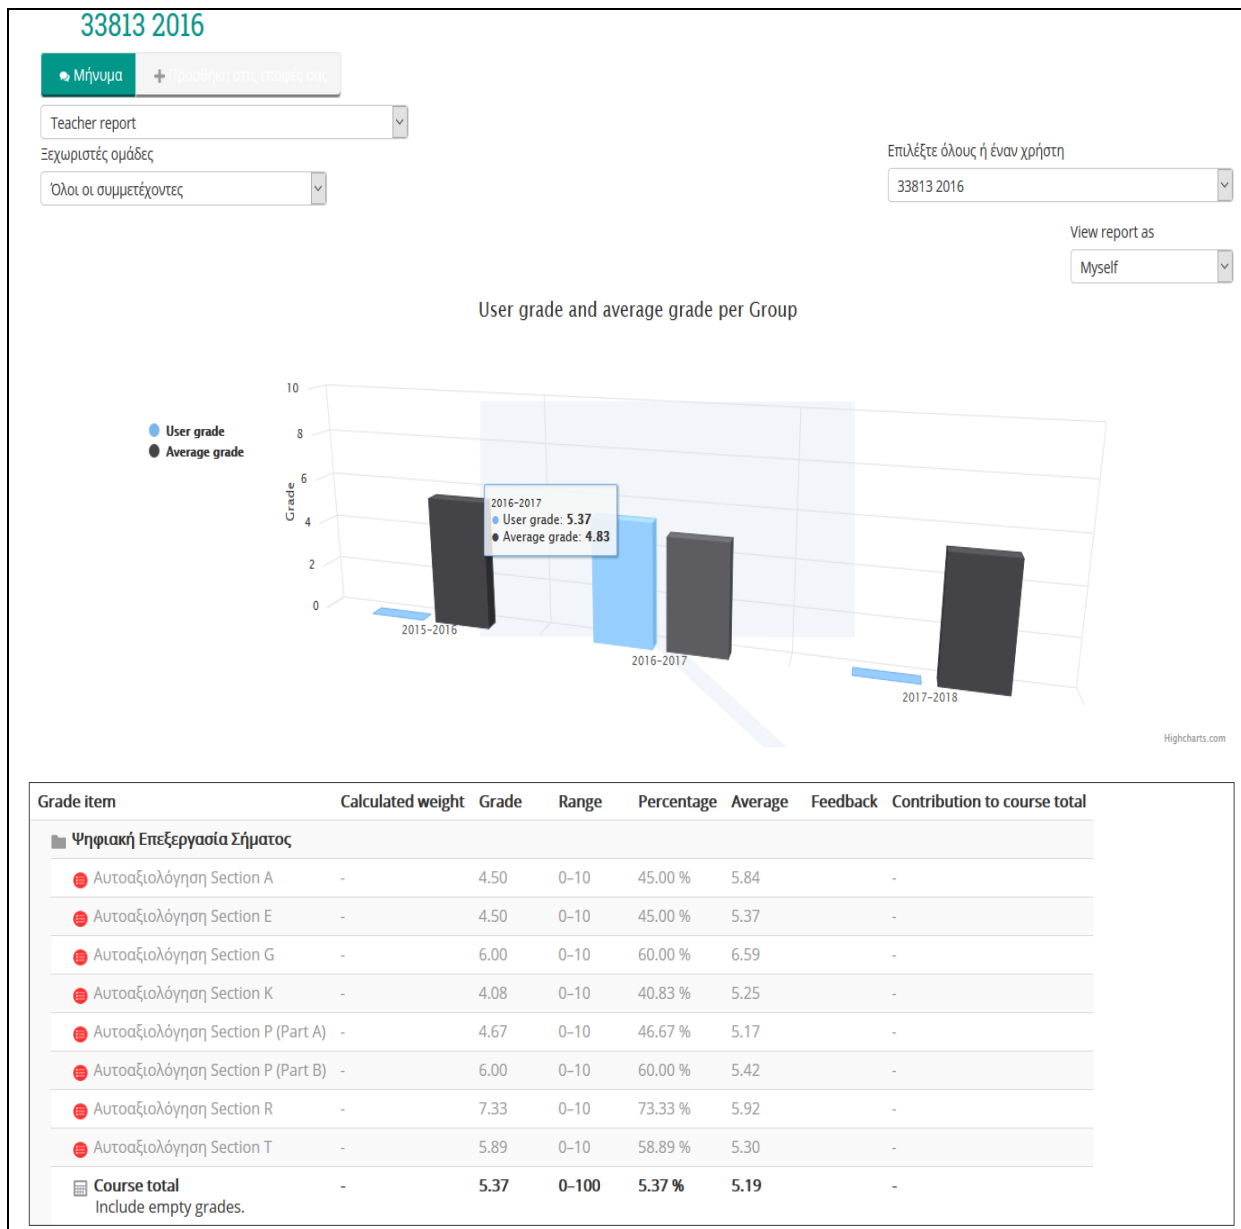 33813 2016
Μήνυμα
Προσθήκη στις επαφές σας
Teacher report
Ξεχωριστές ομάδες
Όλοι οι συμμετέχοντες
Επιλέξτε όλους ή έναν χρήστη
33813 2016
View report as
Myself
User grade and average grade per Group
User grade
Average grade
Grade
10
8
6
4
2
0
2016-2017
User grade: 5.37
Average grade: 4.83
2015-2016
2016-2017
2017-2018
Highcharts.com
Grade item Calculated weight Grade Range Percentage Average Feedback Contribution to course total
Ψηφιακή Επεξεργασία Σήματος
Αυτοαξιολόγηση Section A - 4.50 0–10 45.00 % 5.84 -
Αυτοαξιολόγηση Section E - 4.50 0–10 45.00 % 5.37 -
Αυτοαξιολόγηση Section G - 6.00 0–10 60.00 % 6.59 -
Αυτοαξιολόγηση Section K - 4.08 0–10 40.83 % 5.25 -
Αυτοαξιολόγηση Section P (Part A) - 4.67 0–10 46.67 % 5.17 -
Αυτοαξιολόγηση Section P (Part B) - 6.00 0–10 60.00 % 5.42 -
Αυτοαξιολόγηση Section R - 7.33 0–10 73.33 % 5.92 -
Αυτοαξιολόγηση Section T - 5.89 0–10 58.89 % 5.30 -
Course total - 5.37 0–100 5.37 % 5.19 -
Include empty grades.